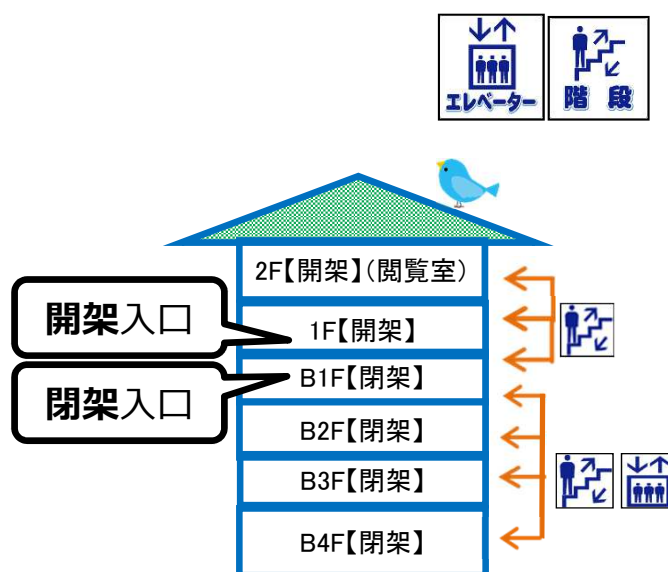 エレベーター
階段
2F【開架】(閲覧室)
開架入口
1F【開架】
閉架入口
B1F【閉架】
B2F【閉架】
B3F【閉架】
B4F【閉架】